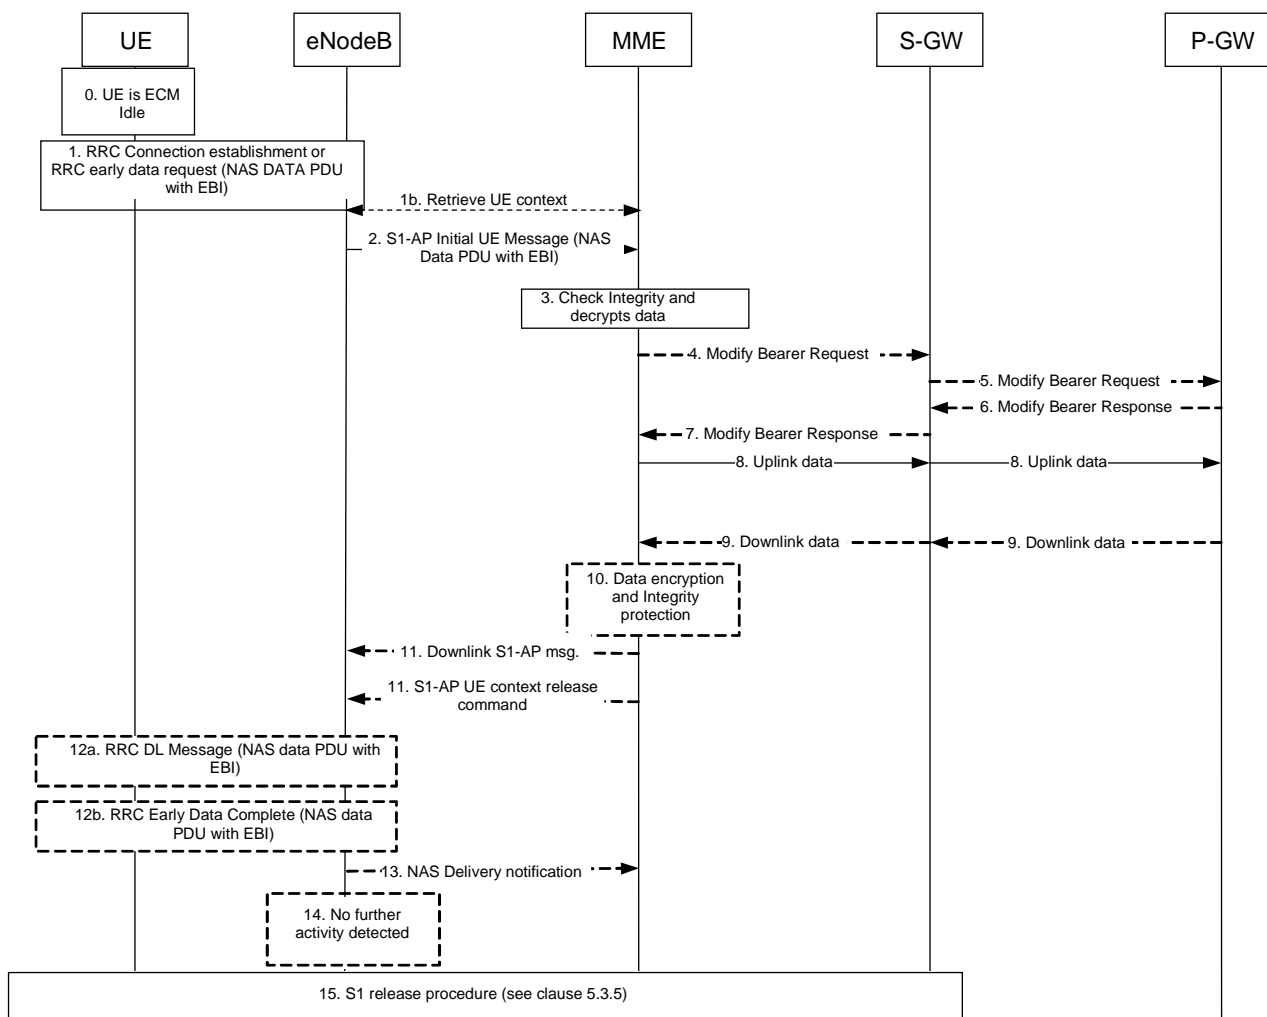 UE
eNodeB
MME
S-GW
P-GW
0. UE is ECM
Idle
1. RRC Connection establishment or
RRC early data request (NAS DATA PDU
with EBI)
1b. Retrieve UE context
2. S1-AP Initial UE Message (NAS
Data PDU with EBI)
3. Check Integrity and
decrypts data
4. Modify Bearer Request
5. Modify Bearer Request
6. Modify Bearer Response
7. Modify Bearer Response
8. Uplink data
8. Uplink data
9. Downlink data
9. Downlink data
10. Data encryption
and Integrity
protection
11. Downlink S1-AP msg.
11. S1-AP UE context release
command
12a. RRC DL Message (NAS data PDU with
EBI)
12b. RRC Early Data Complete (NAS data
PDU with EBI)
13. NAS Delivery notification
14. No further
activity detected
15. S1 release procedure (see clause 5.3.5)